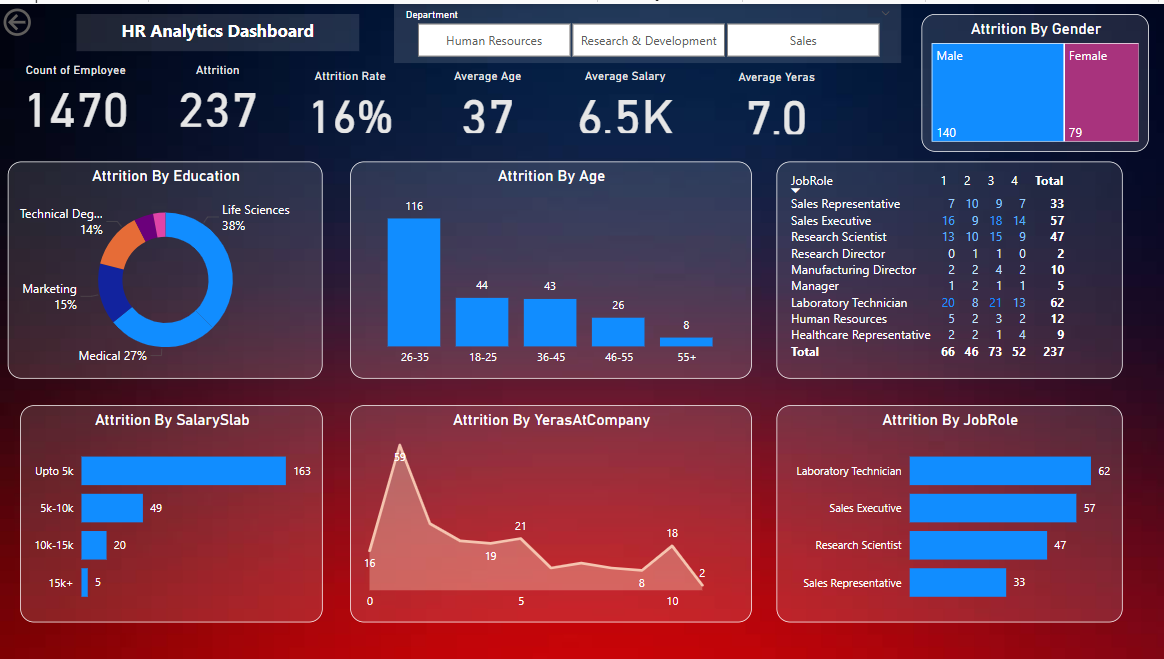 HR Analytics Dashboard
Department
Human Resources
Research & Development
Sales
Count of Employee
1470
Attrition
237
Attrition Rate
16%
Average Age
37
Average Salary
6.5K
Average Yeras
7.0
Attrition By Gender
Male
140
Female
79
Attrition By Education
Life Sciences
38%
Technical Deg...
14%
Marketing
15%
Medical 27%
Attrition By Age
116
44
43
26
8
26-35
18-25
36-45
46-55
55+
JobRole 1 2 3 4 Total
Sales Representative 7 10 9 7 33
Sales Executive 16 9 18 14 57
Research Scientist 13 10 15 9 47
Research Director 0 1 1 0 2
Manufacturing Director 2 2 4 2 10
Manager 1 2 1 1 5
Laboratory Technician 20 8 21 13 62
Human Resources 5 2 3 2 12
Healthcare Representative 2 2 1 4 9
Total 66 46 73 52 237
Attrition By SalarySlab
Upto 5k 163
5k-10k 49
10k-15k 20
15k+ 5
Attrition By YerasAtCompany
59
16
19
21
8
18
2
0
5
10
Attrition By JobRole
Laboratory Technician 62
Sales Executive 57
Research Scientist 47
Sales Representative 33